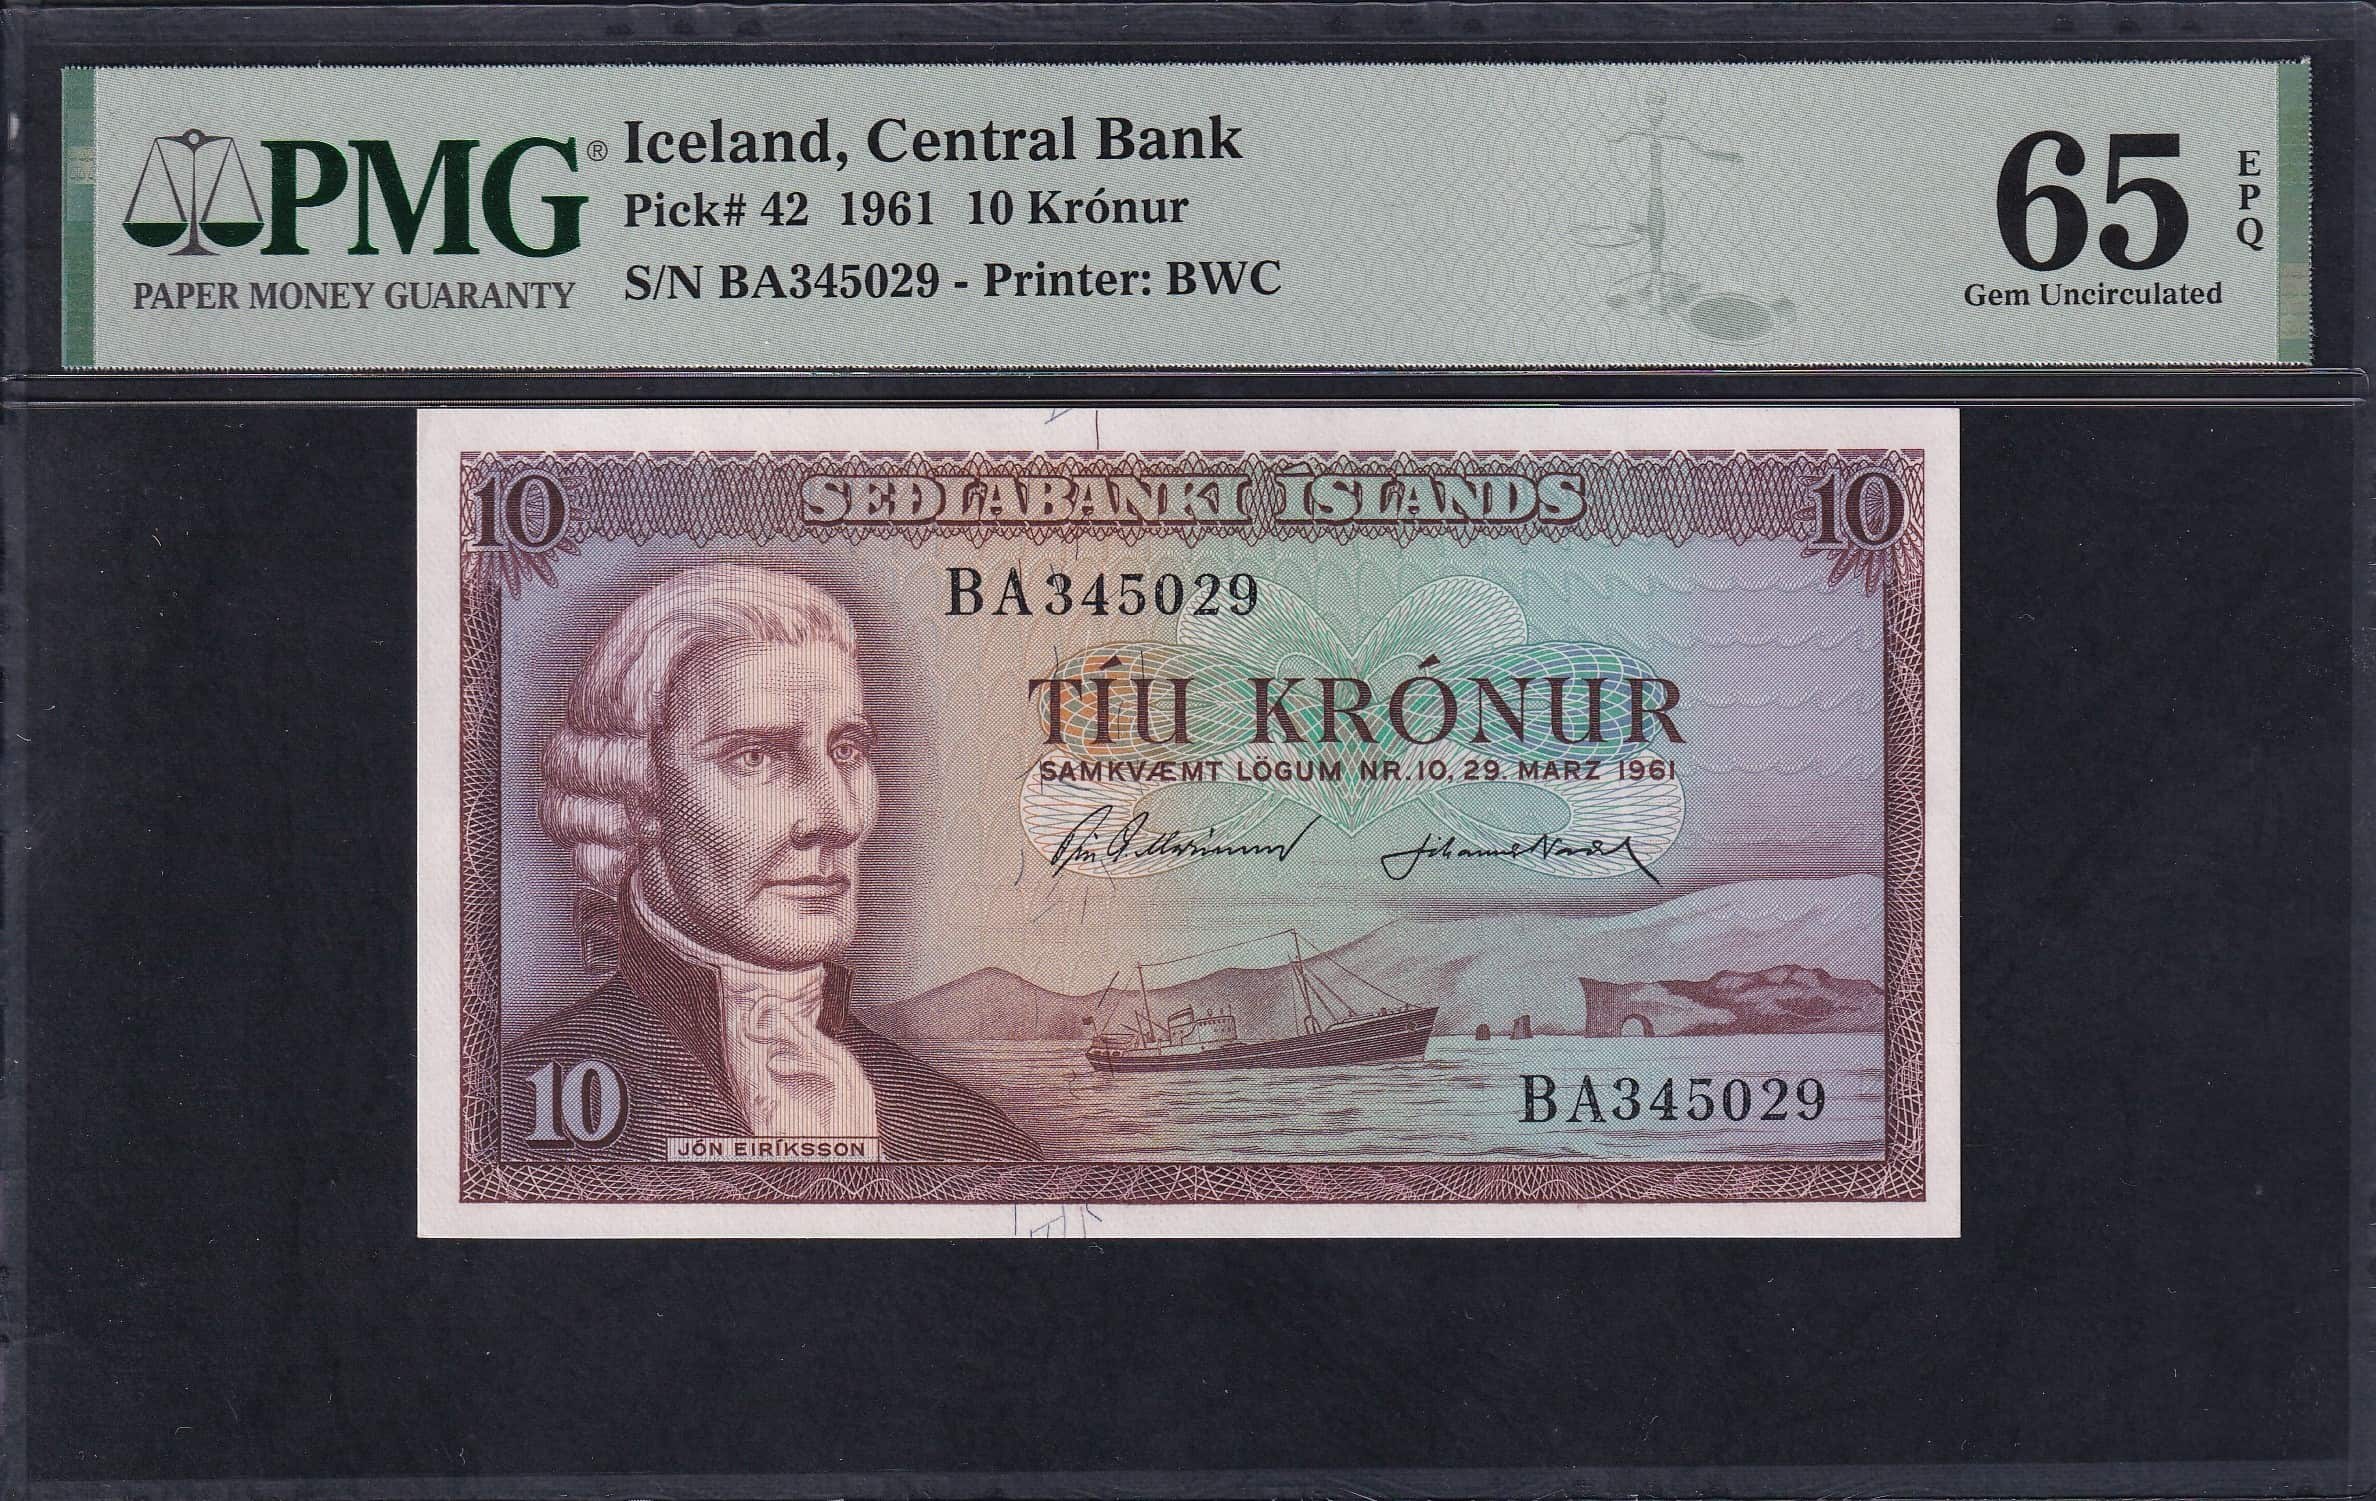 PMG®
PAPER MONEY GUARANTY
Iceland, Central Bank
Pick# 42 1961 10 Krónur
S/N BA345029 - Printer: BWC
65
EPQ
Gem Uncirculated
10 SEÐLABANKI ÍSLANDS 10
BA345029
TÍU KRÓNUR
SAMKVÆMT LÖGUM NR.10, 29. MARZ 1961
BA345029
10
JÓN EIRÍKSSON